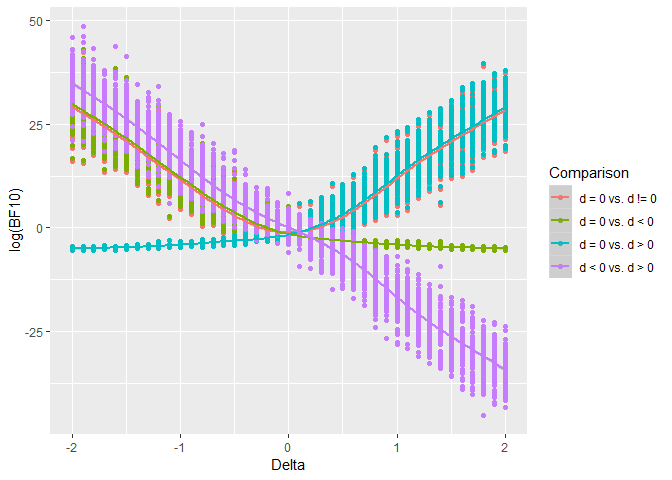 50
25
0
-25
log(BF10)
-2
-1
0
1
2
Delta
Comparison
d = 0 vs. d != 0
d = 0 vs. d < 0
d = 0 vs. d > 0
d < 0 vs. d > 0